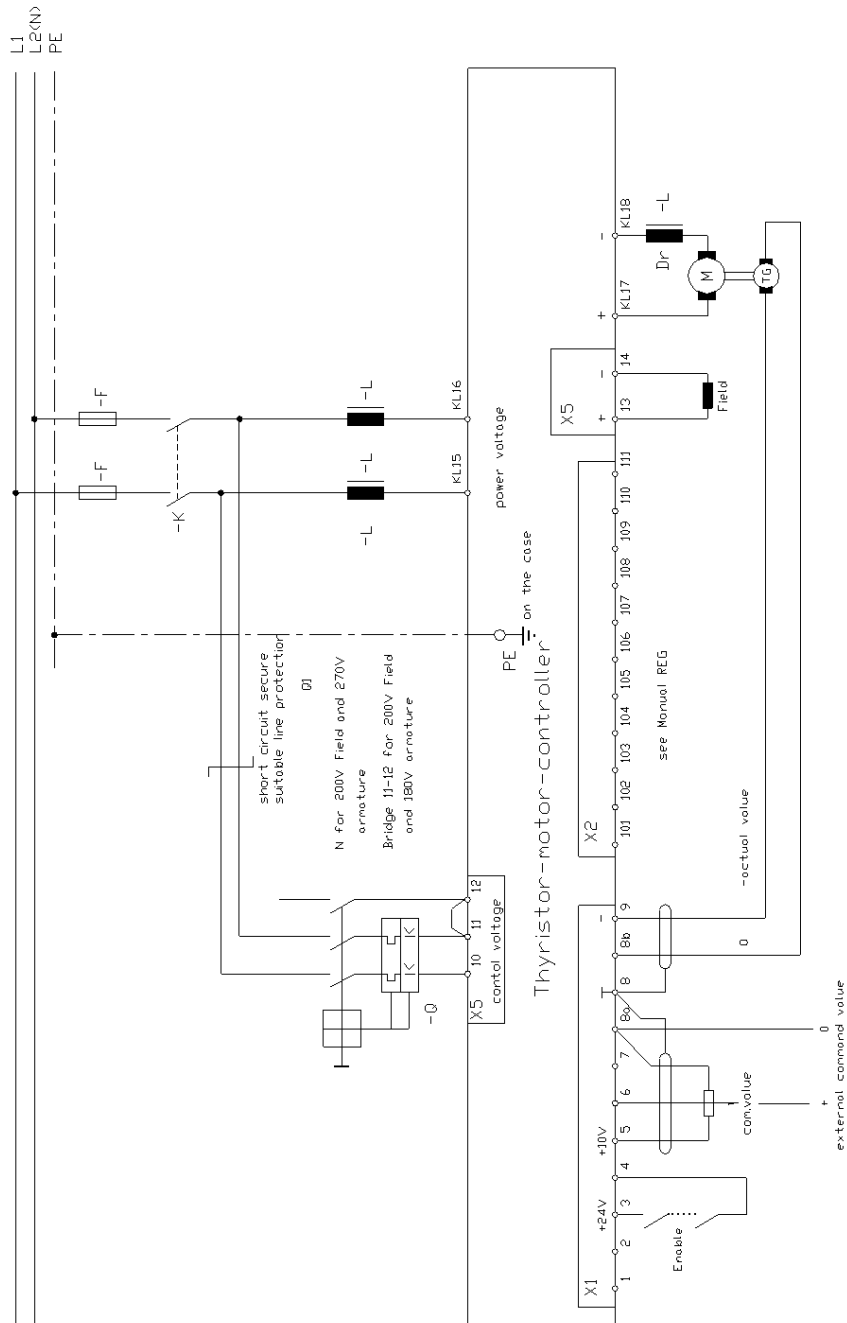 L1
L2(N)
PE
-F
-F
-K
-L
-L
-L
KL15
KL16
power voltage
PE
on the case
short circuit secure
suitable line protection
Q1
N for 200V Field and 270V
armature
Bridge 11-12 for 200V Field
and 180V armature
-Q
10
11
12
X5
contol voltage
Thyristor-motor-controller
X1
1
2
3
4
5
6
7
8a
8
8b
9
+24V
+10V
T
-
Enable
com.value
+
0
external command value
0
-actual value
X2
101
102
103
104
105
106
107
108
109
110
111
see Manual REG
X5
13
14
+
-
Field
KL17
KL18
+
-
Dr
-L
M
TG